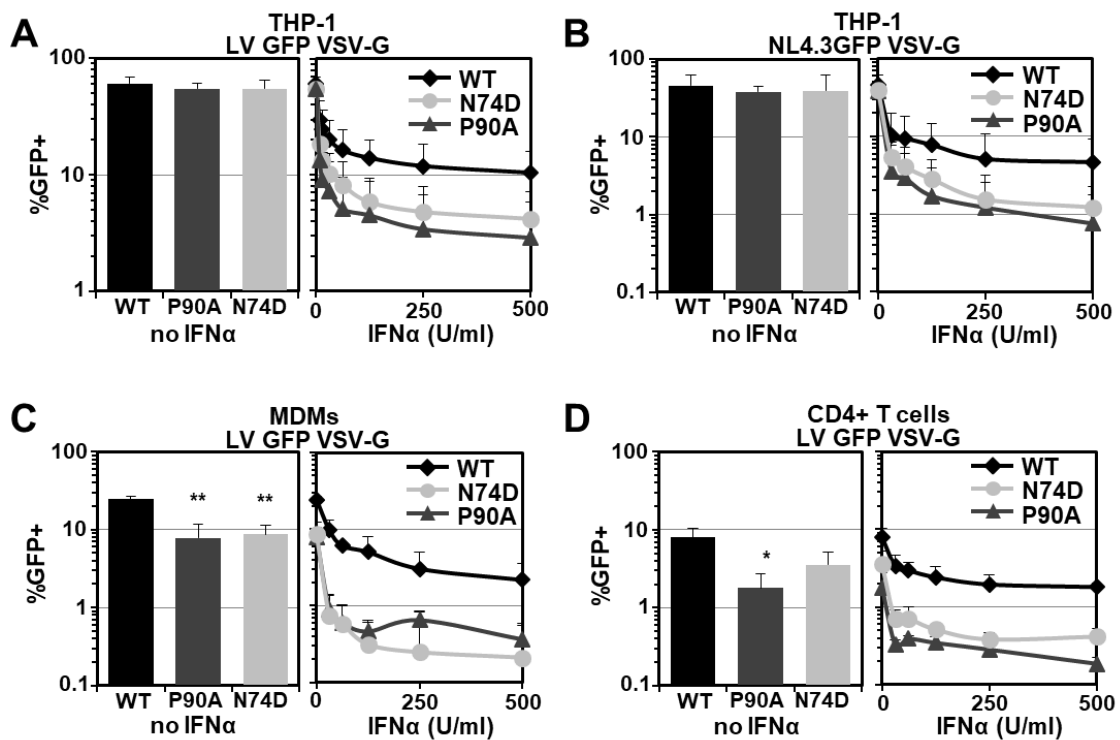 A
THP-1
LV GFP VSV-G
100
10
1
%GFP+
WT P90A N74D
no IFNα
WT
N74D
P90A
0 250 500
IFNα (U/ml)
B
THP-1
NL4.3GFP VSV-G
100
10
1
0.1
%GFP+
WT P90A N74D
no IFNα
WT
N74D
P90A
0 250 500
IFNα (U/ml)
C
MDMs
LV GFP VSV-G
100
10
1
0.1
%GFP+
** **
WT P90A N74D
no IFNα
WT
N74D
P90A
0 250 500
IFNα (U/ml)
D
CD4+ T cells
LV GFP VSV-G
100
10
1
0.1
%GFP+
*
WT P90A N74D
no IFNα
WT
N74D
P90A
0 250 500
IFNα (U/ml)